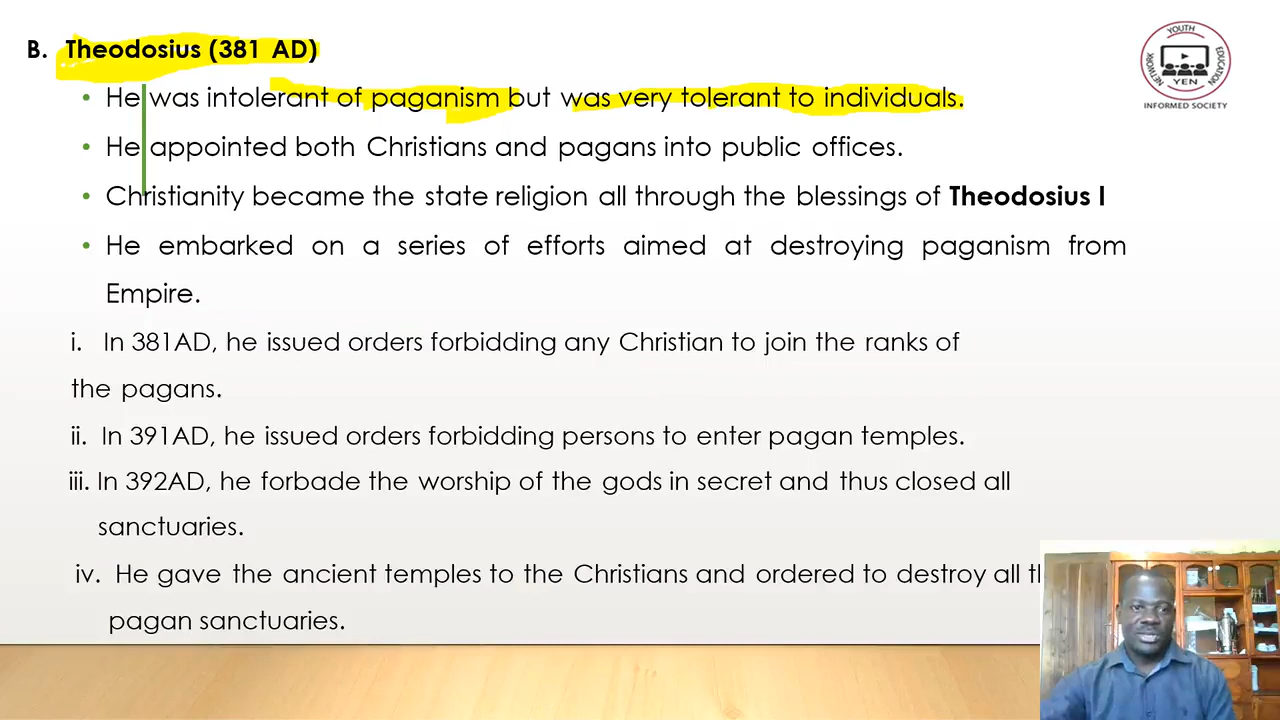 B. Theodosius (381 AD)
• He was intolerant of paganism but was very tolerant to individuals.
• He appointed both Christians and pagans into public offices.
• Christianity became the state religion all through the blessings of Theodosius I
• He embarked on a series of efforts aimed at destroying paganism from
Empire.
i. In 381AD, he issued orders forbidding any Christian to join the ranks of
the pagans.
ii. In 391AD, he issued orders forbidding persons to enter pagan temples.
iii. In 392AD, he forbade the worship of the gods in secret and thus closed all
sanctuaries.
iv. He gave the ancient temples to the Christians and ordered to destroy all
pagan sanctuaries.
YOUTH
EDUCATION
NETWORK
YEN
INFORMED SOCIETY